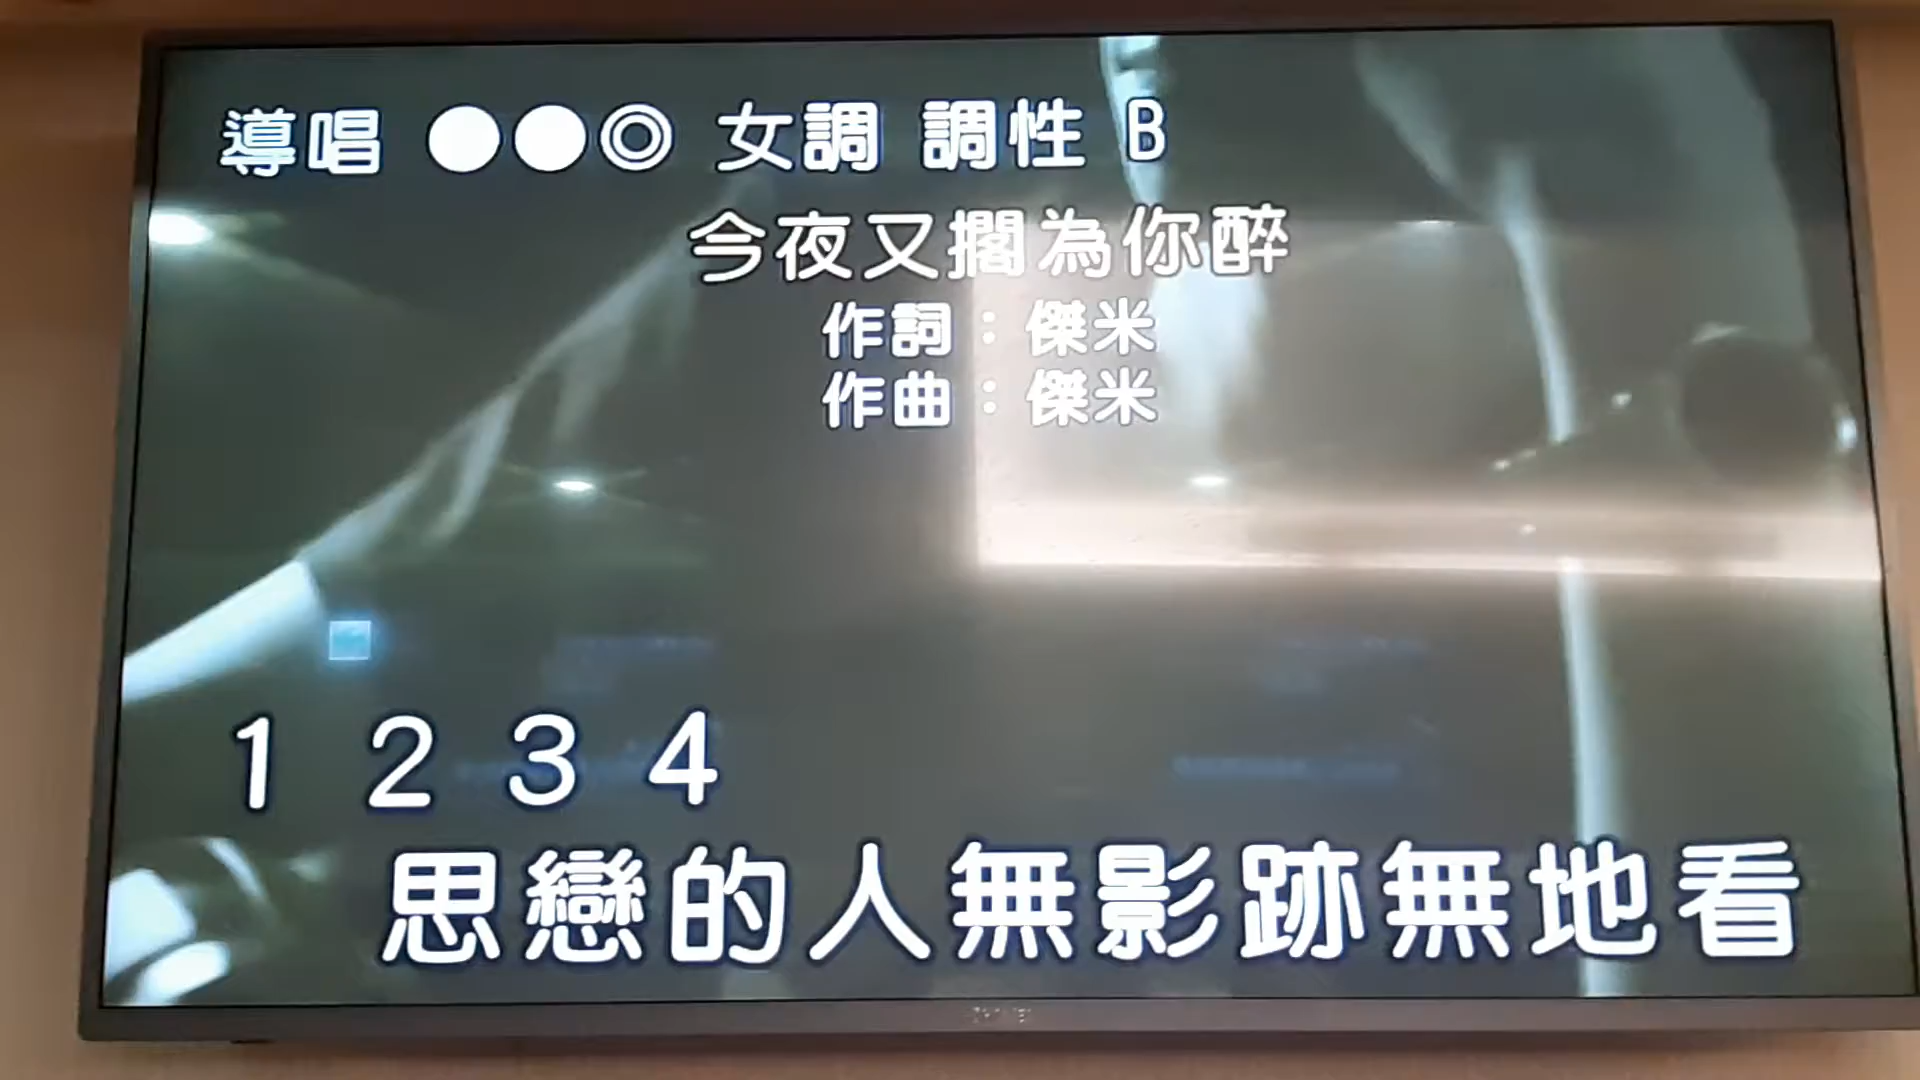 導唱 ●●◎ 女調 調性 B
今夜又擱為你醉
作詞：傑米
作曲：傑米
1 2 3 4
思戀的人無影跡無地看